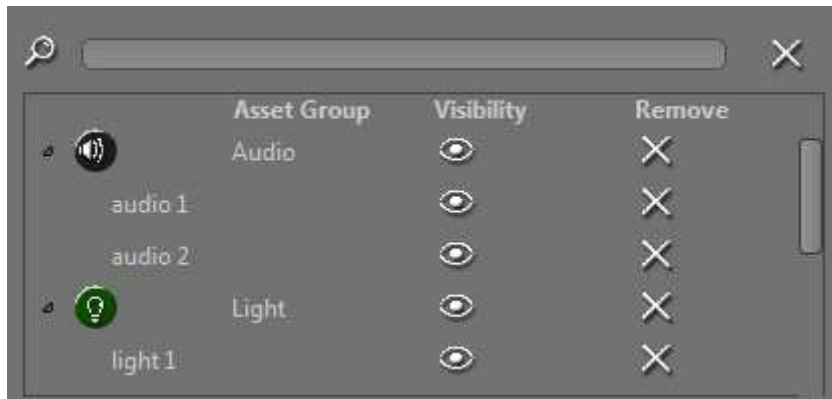 Asset Group Visibility Remove
Audio
audio 1
audio 2
Light
light 1